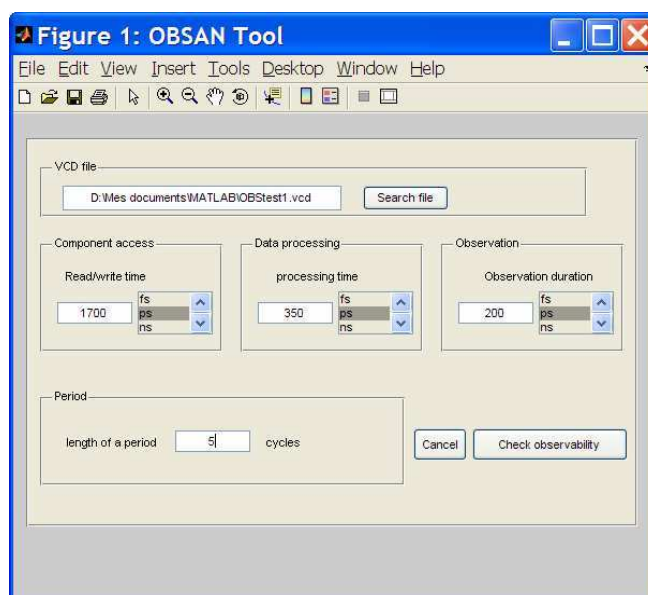 Figure 1: OBSAN Tool
File Edit View Insert Tools Desktop Window Help
VCD file
D:\Mes documents\MATLAB\OBStest1.vcd Search file
Component access Data processing Observation
Read/write time processing time Observation duration
fs fs fs
1700 ps 350 ps 200 ps
ns ns ns
Period
length of a period 5 cycles Cancel Check observability